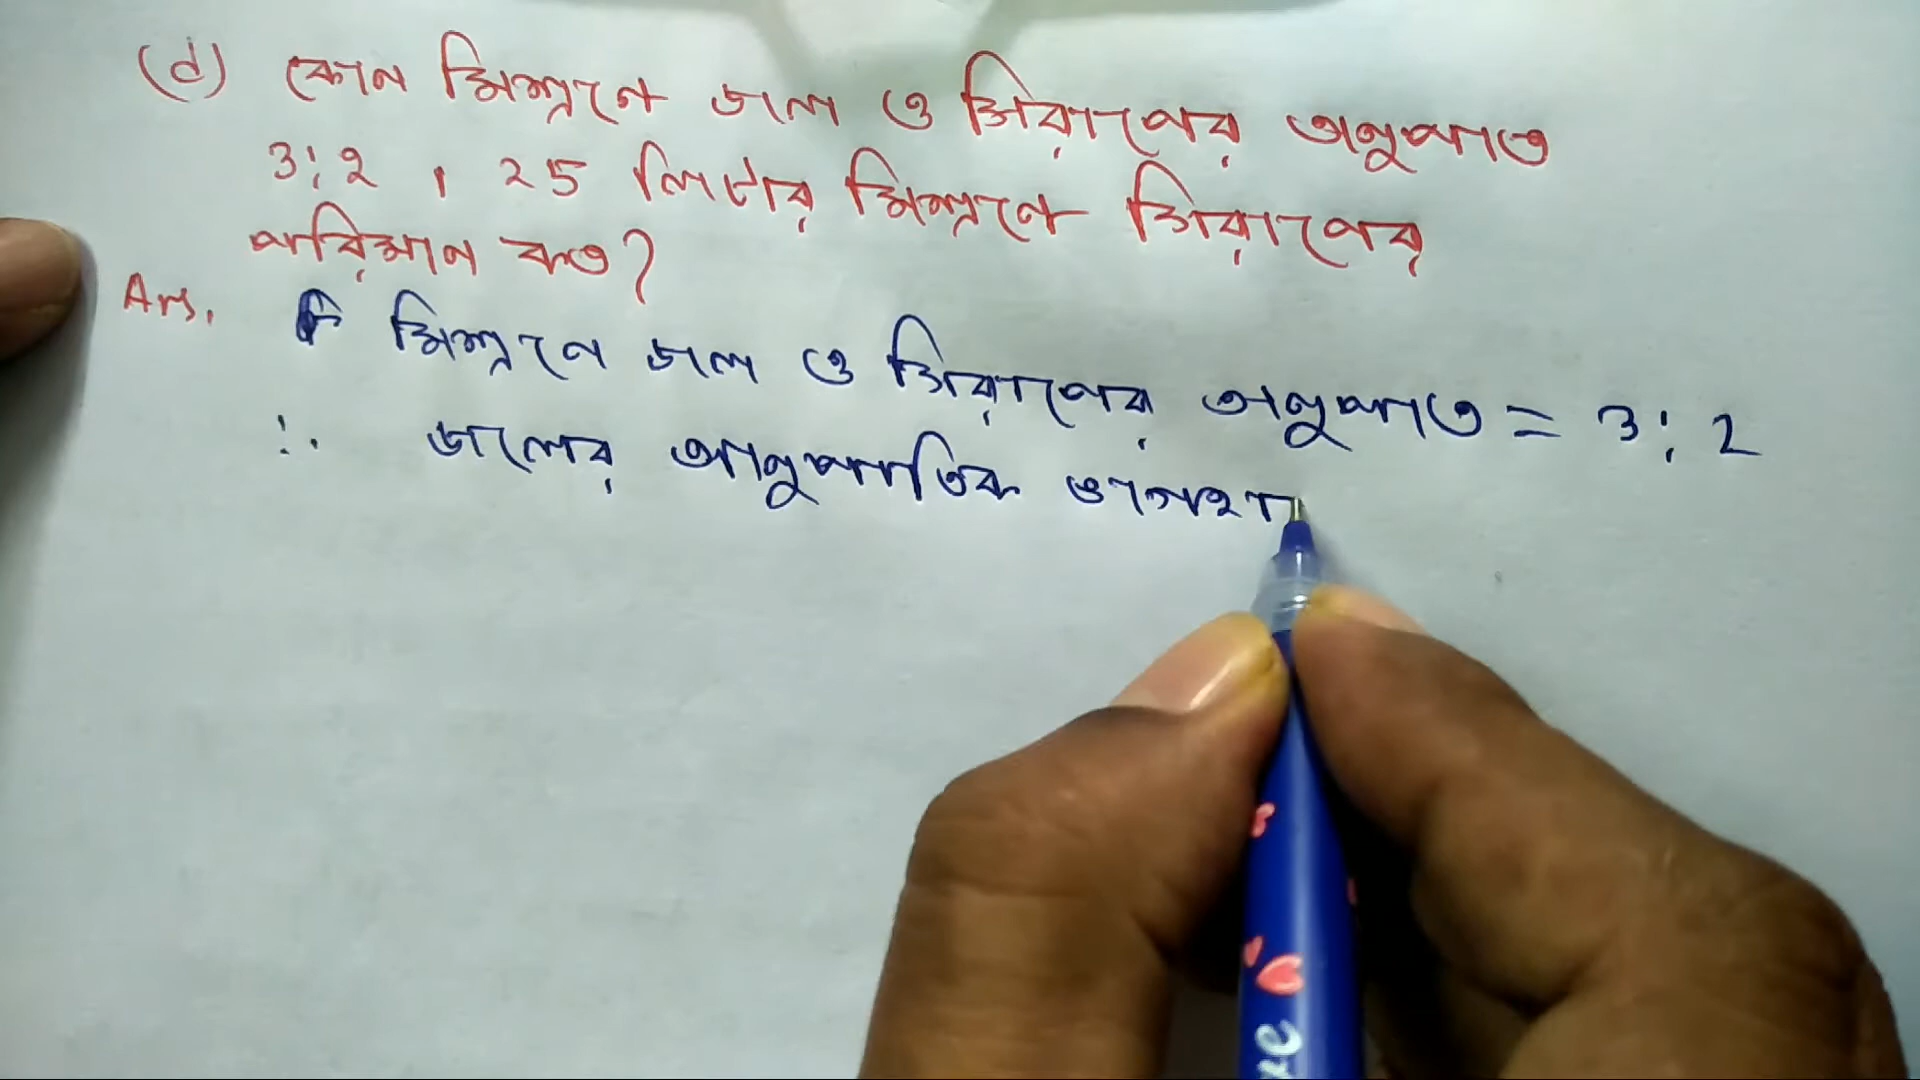 (d) কোন মিশ্রণে জল ও সিরাপের অনুপাত
3:2 । 25 লিটার মিশ্রণে সিরাপের
পরিমান কত?
Ans. মিশ্রণে জল ও সিরাপের অনুপাত = 3:2
∴ জলের আনুপাতিক ভাগহা